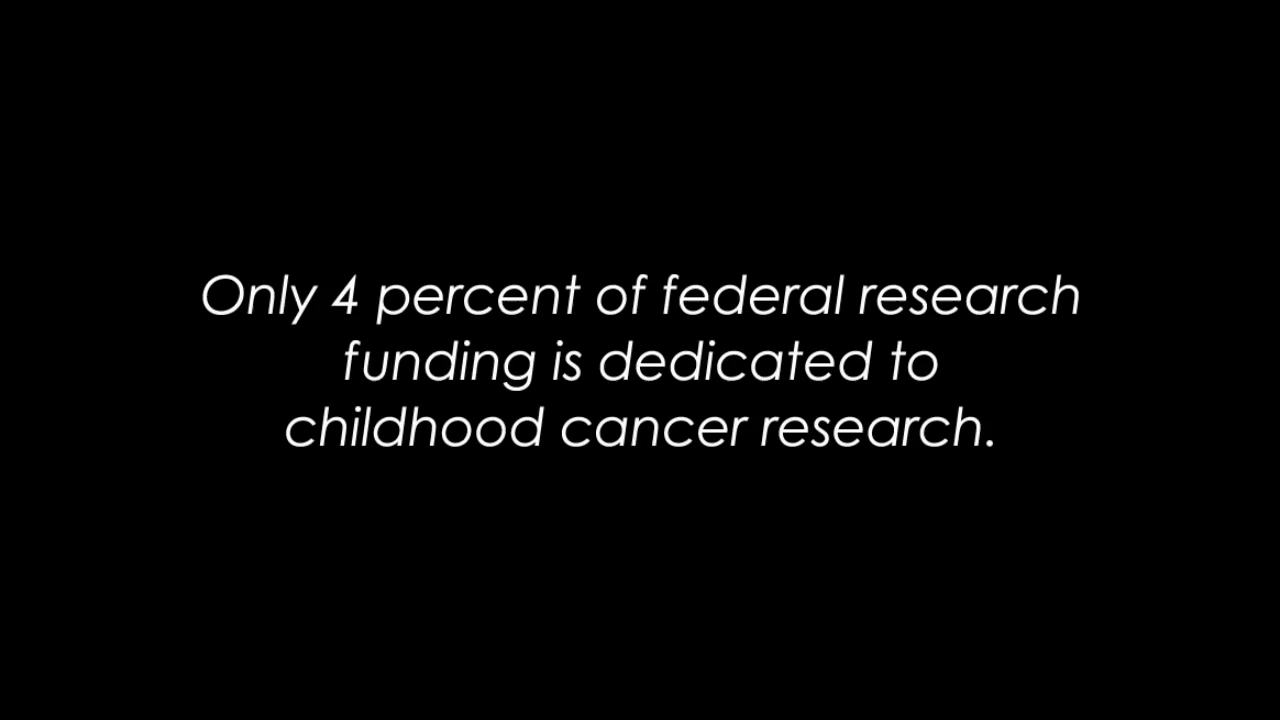 Only 4 percent of federal research
funding is dedicated to
childhood cancer research.